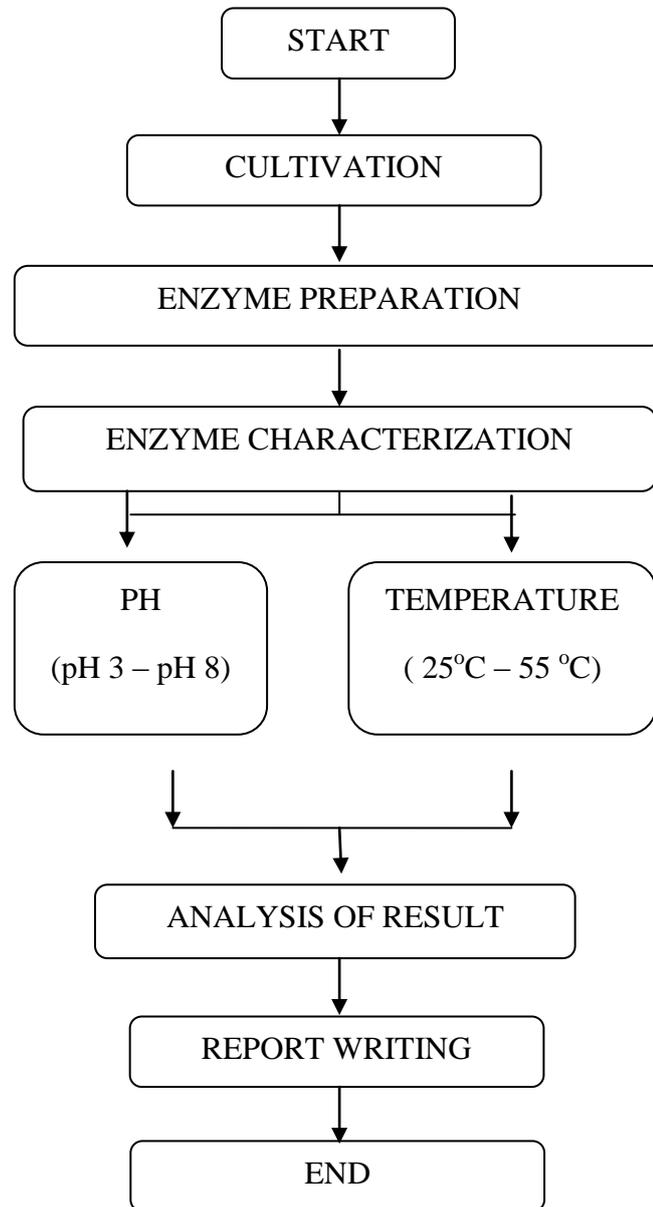 START
CULTIVATION
ENZYME PREPARATION
ENZYME CHARACTERIZATION
PH
(pH 3 – pH 8)
TEMPERATURE
( 25°C – 55 °C)
ANALYSIS OF RESULT
REPORT WRITING
END